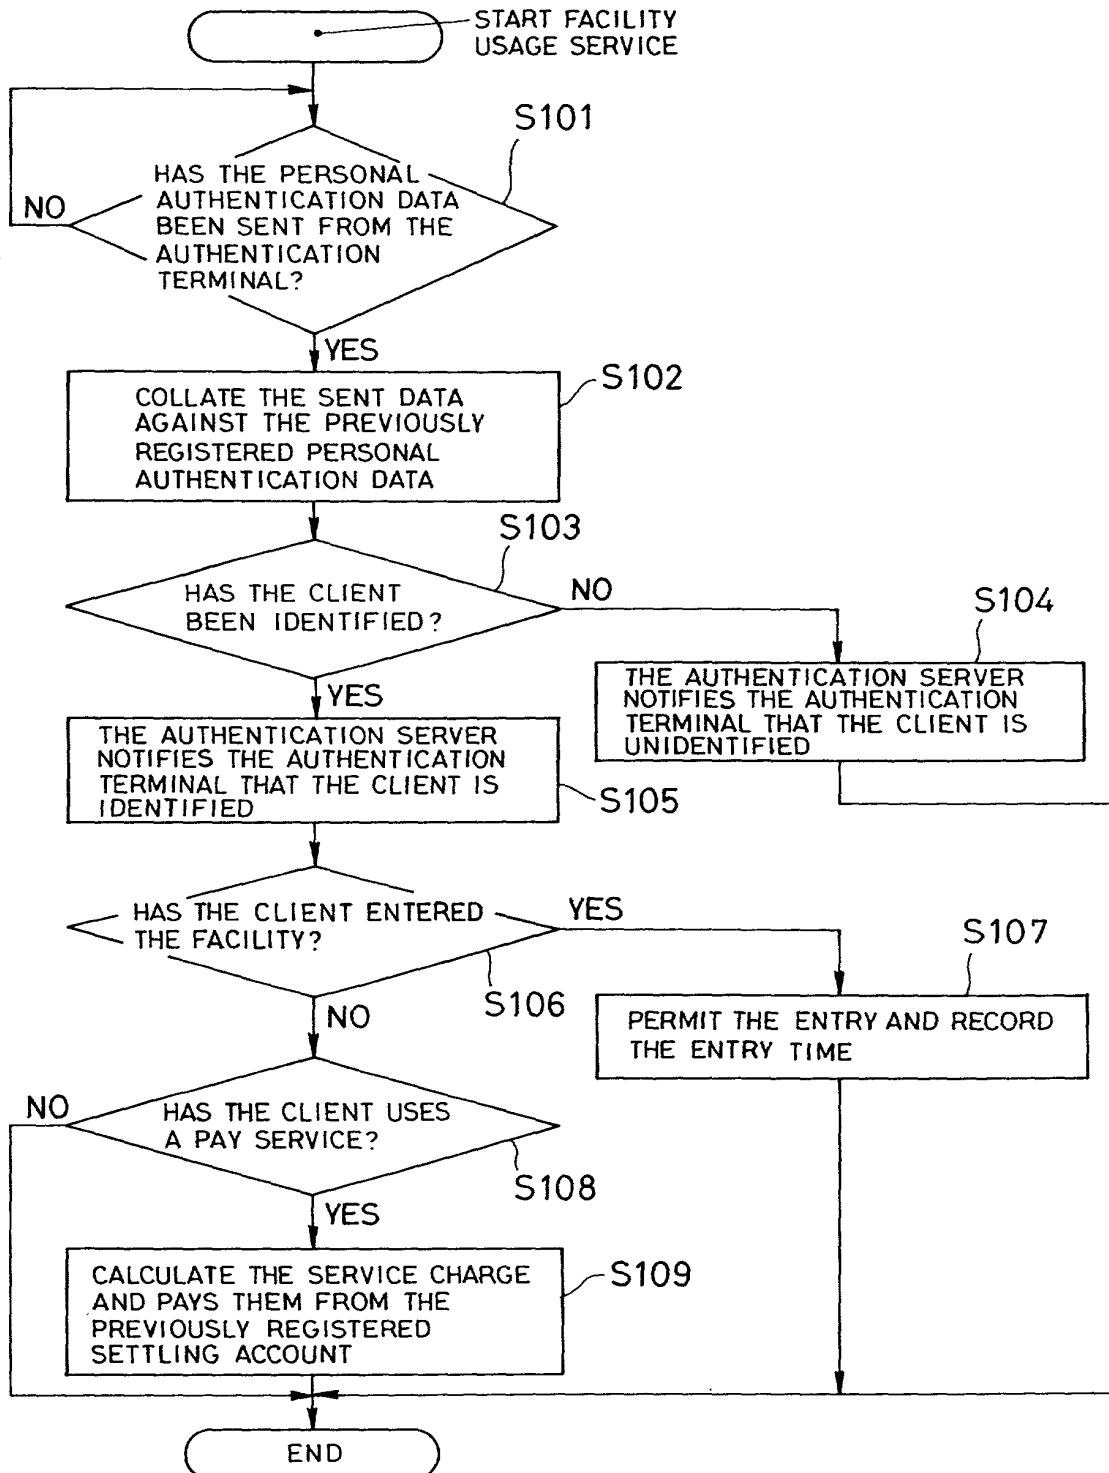 START FACILITY
USAGE SERVICE
S101
HAS THE PERSONAL
AUTHENTICATION DATA
BEEN SENT FROM THE
AUTHENTICATION
TERMINAL?
NO
YES
S102
COLLATE THE SENT DATA
AGAINST THE PREVIOUSLY
REGISTERED PERSONAL
AUTHENTICATION DATA
S103
HAS THE CLIENT
BEEN IDENTIFIED?
NO
S104
THE AUTHENTICATION SERVER
NOTIFIES THE AUTHENTICATION
TERMINAL THAT THE CLIENT IS
UNIDENTIFIED
YES
THE AUTHENTICATION SERVER
NOTIFIES THE AUTHENTICATION
TERMINAL THAT THE CLIENT IS
IDENTIFIED
S105
HAS THE CLIENT ENTERED
THE FACILITY?
YES
S106
S107
PERMIT THE ENTRY AND RECORD
THE ENTRY TIME
NO
HAS THE CLIENT USES
A PAY SERVICE?
NO
S108
YES
CALCULATE THE SERVICE CHARGE
AND PAYS THEM FROM THE
PREVIOUSLY REGISTERED
SETTLING ACCOUNT
S109
END